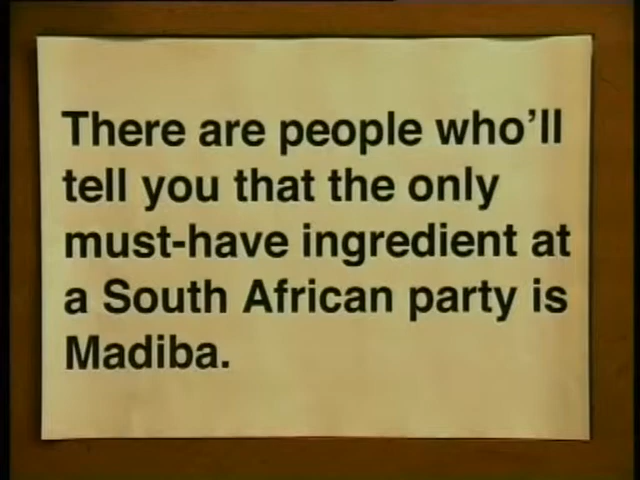 There are people who'll
tell you that the only
must-have ingredient at
a South African party is
Madiba.